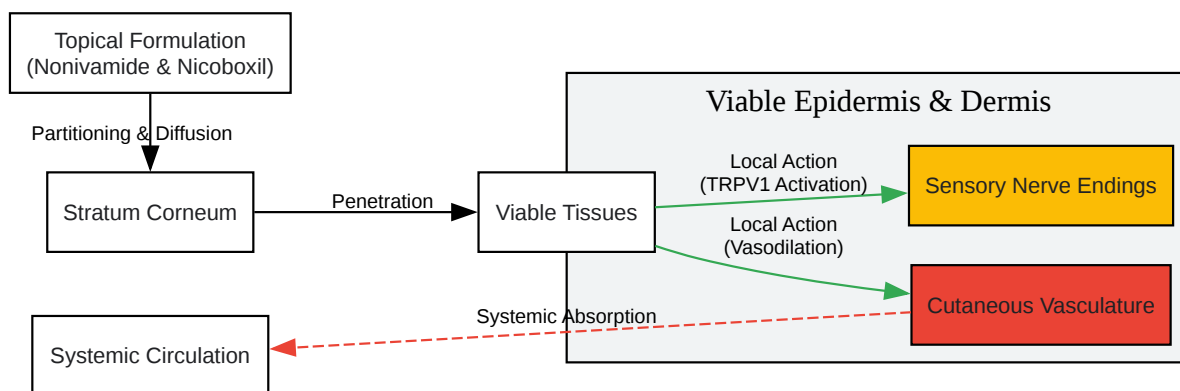 Topical Formulation
(Nonivamide & Nicoboxil)
Partitioning & Diffusion
Stratum Corneum
Penetration
Viable Epidermis & Dermis
Viable Tissues
Local Action
(TRPV1 Activation)
Sensory Nerve Endings
Local Action
(Vasodilation)
Cutaneous Vasculature
Systemic Absorption
Systemic Circulation